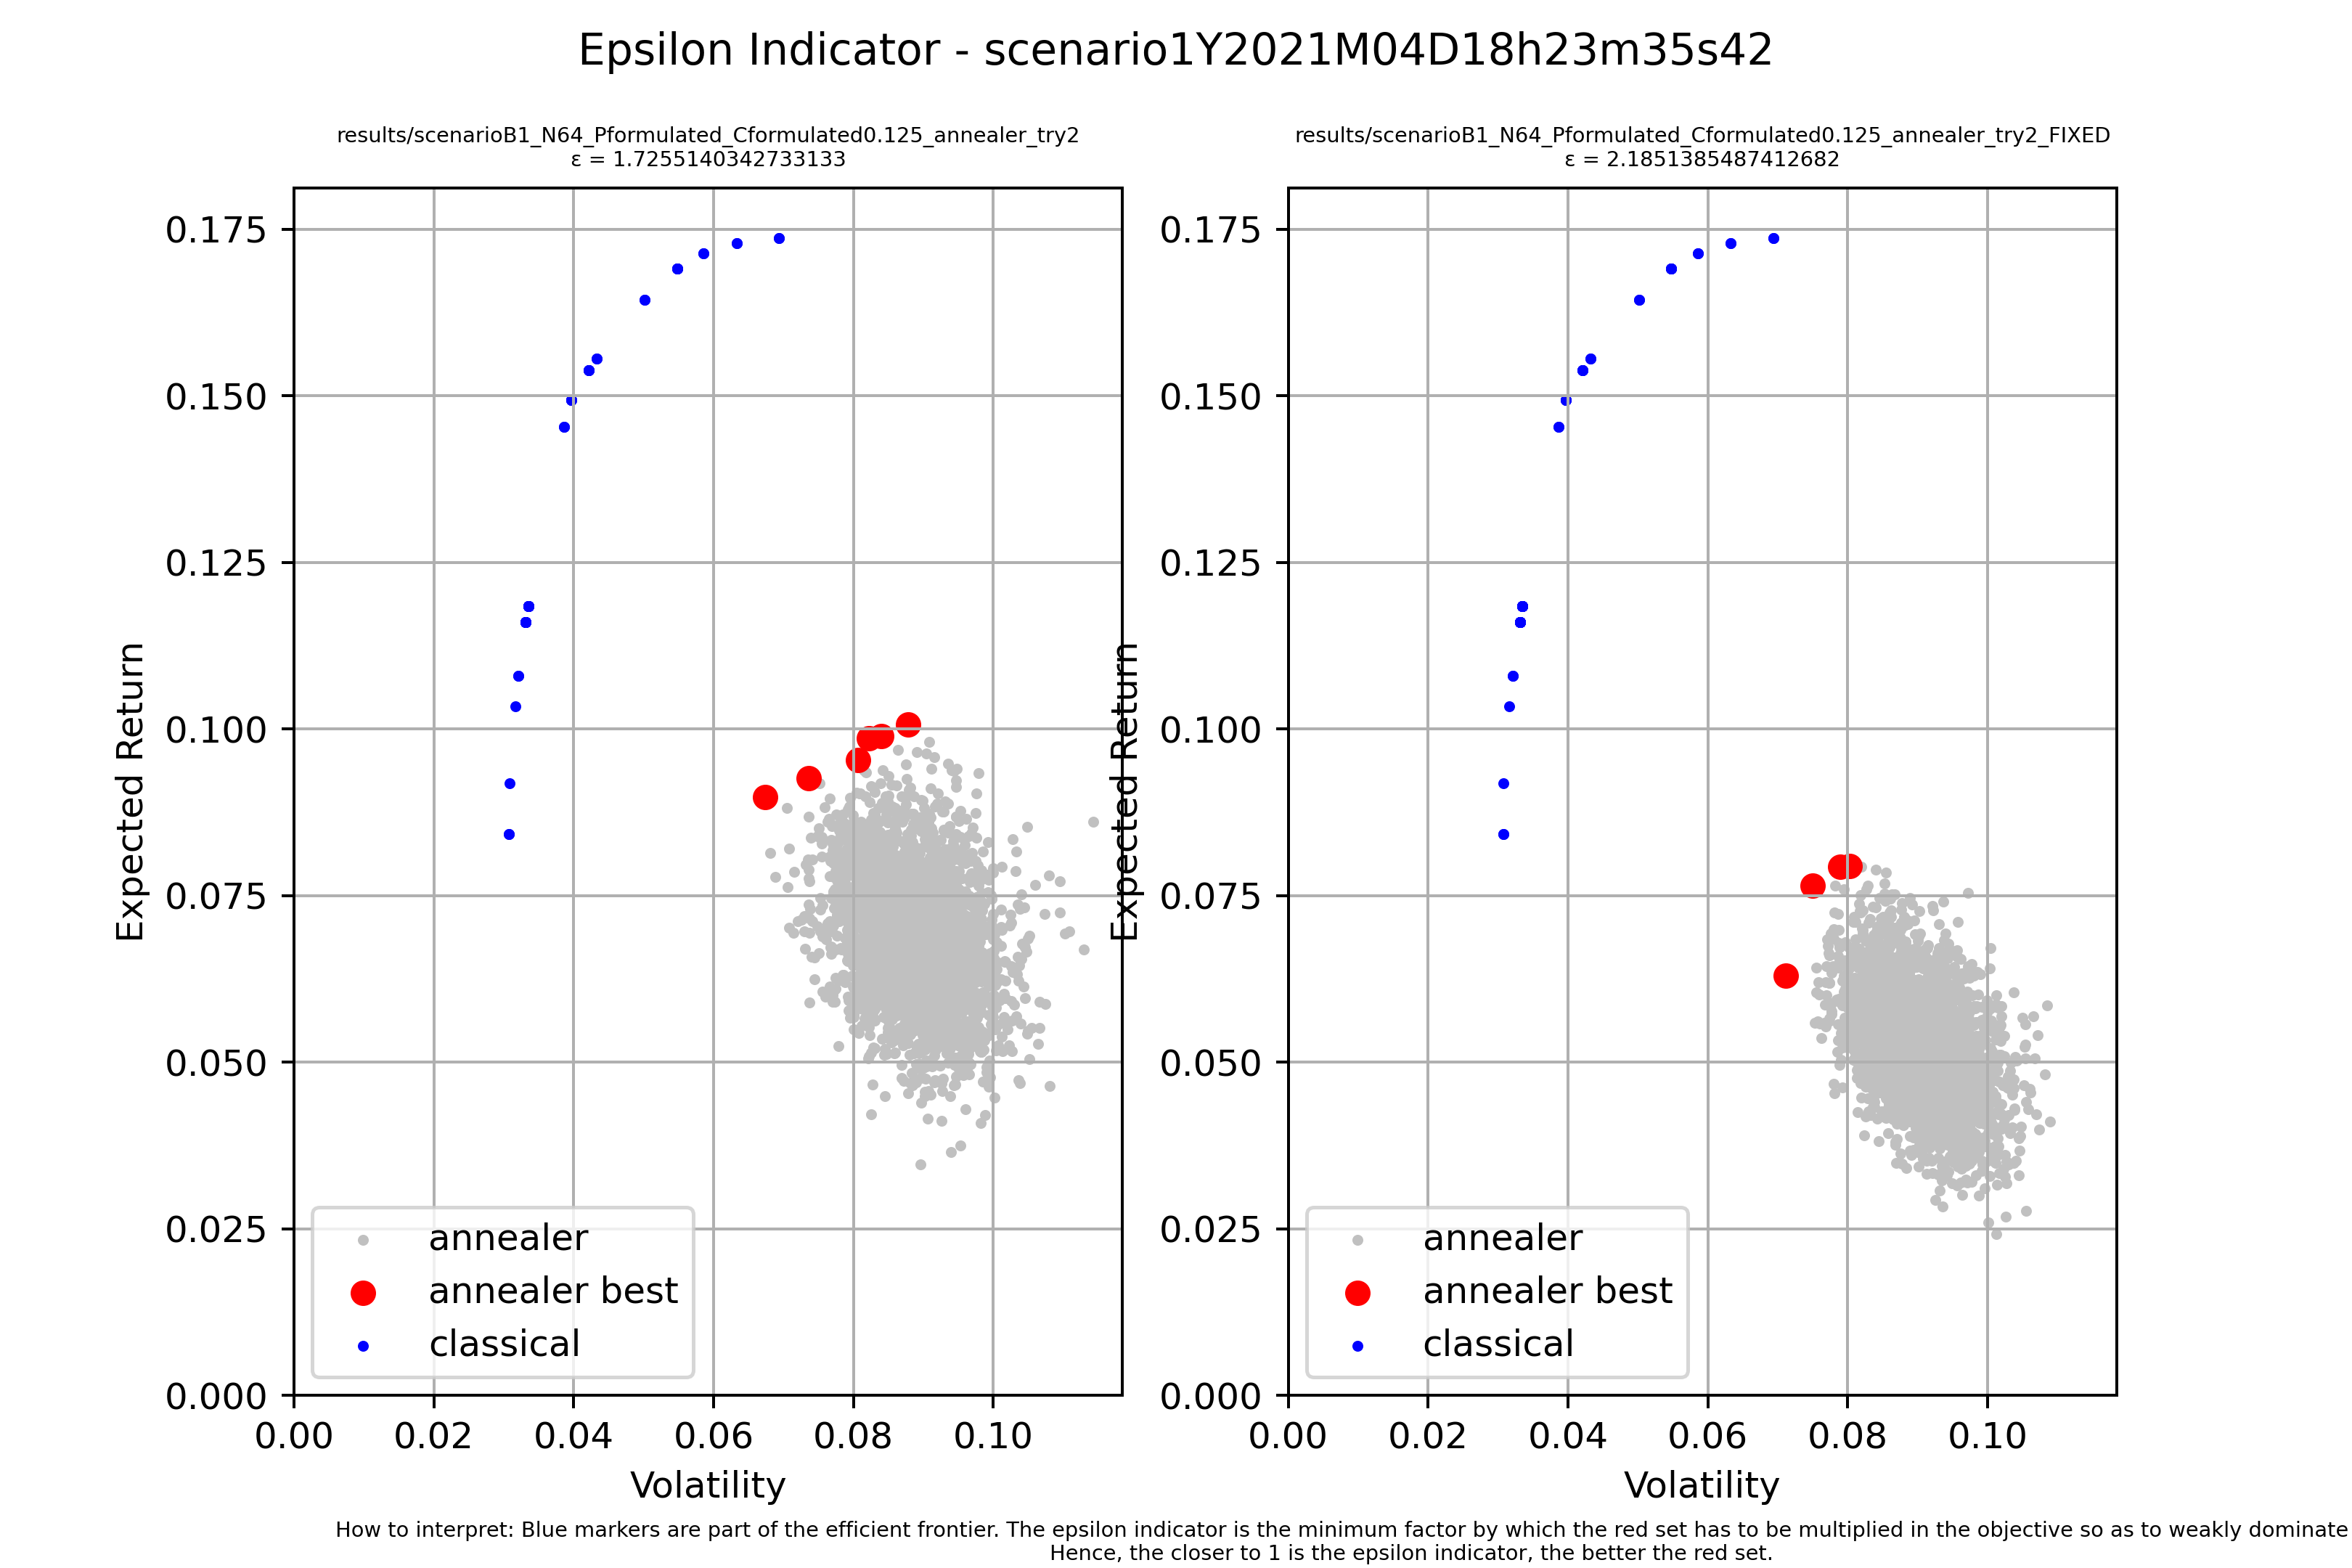 Epsilon Indicator - scenario1Y2021M04D18h23m35s42
results/scenarioB1_N64_Pformulated_Cformulated0.125_annealer_try2
ε = 1.7255140342733133
0.175
0.150
0.125
0.100
0.075
0.050
0.025
0.000
Expected Return
annealer
annealer best
classical
0.00 0.02 0.04 0.06 0.08 0.10
Volatility
results/scenarioB1_N64_Pformulated_Cformulated0.125_annealer_try2_FIXED
ε = 2.1851385487412682
0.175
0.150
0.125
0.100
0.075
0.050
0.025
0.000
Expected Return
annealer
annealer best
classical
0.00 0.02 0.04 0.06 0.08 0.10
Volatility
How to interpret: Blue markers are part of the efficient frontier. The epsilon indicator is the minimum factor by which the red set has to be multiplied in the objective so as to weakly dominate
Hence, the closer to 1 is the epsilon indicator, the better the red set.